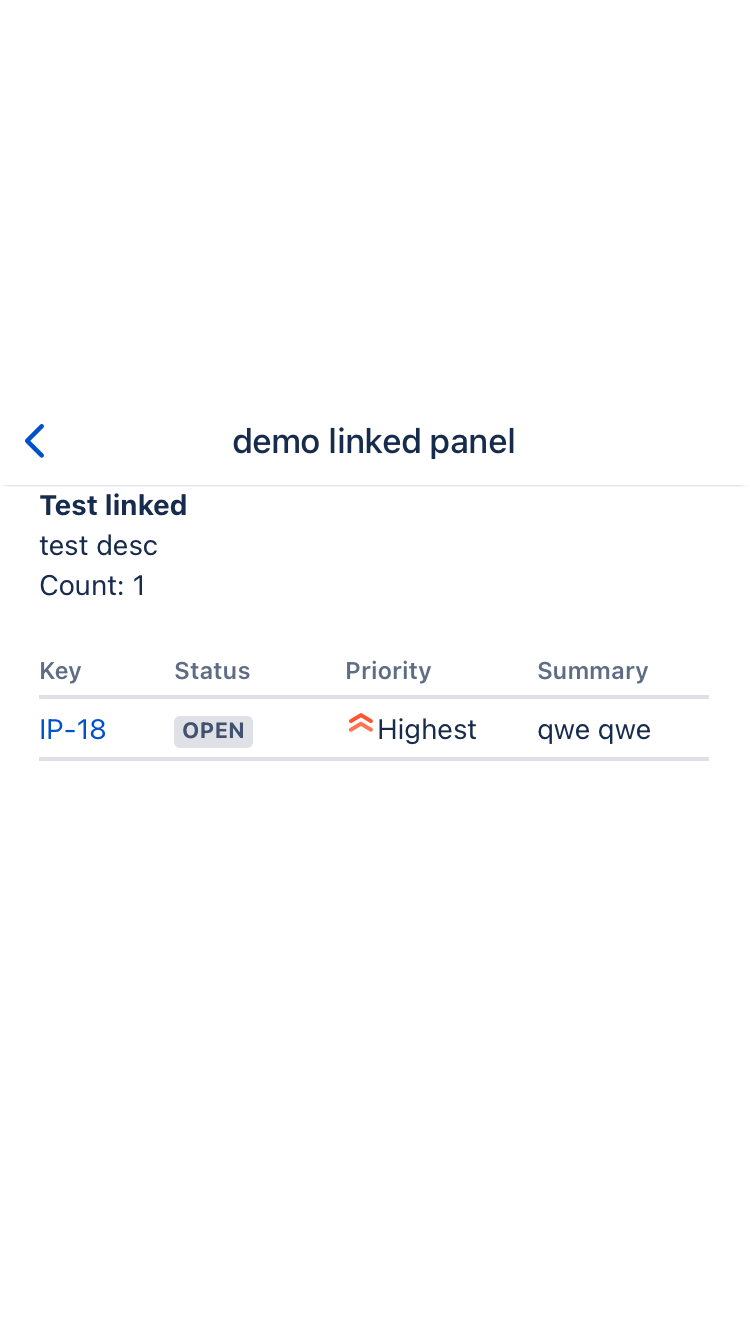 demo linked panel
Test linked
test desc
Count: 1
Key Status Priority Summary
IP-18 OPEN Highest qwe qwe